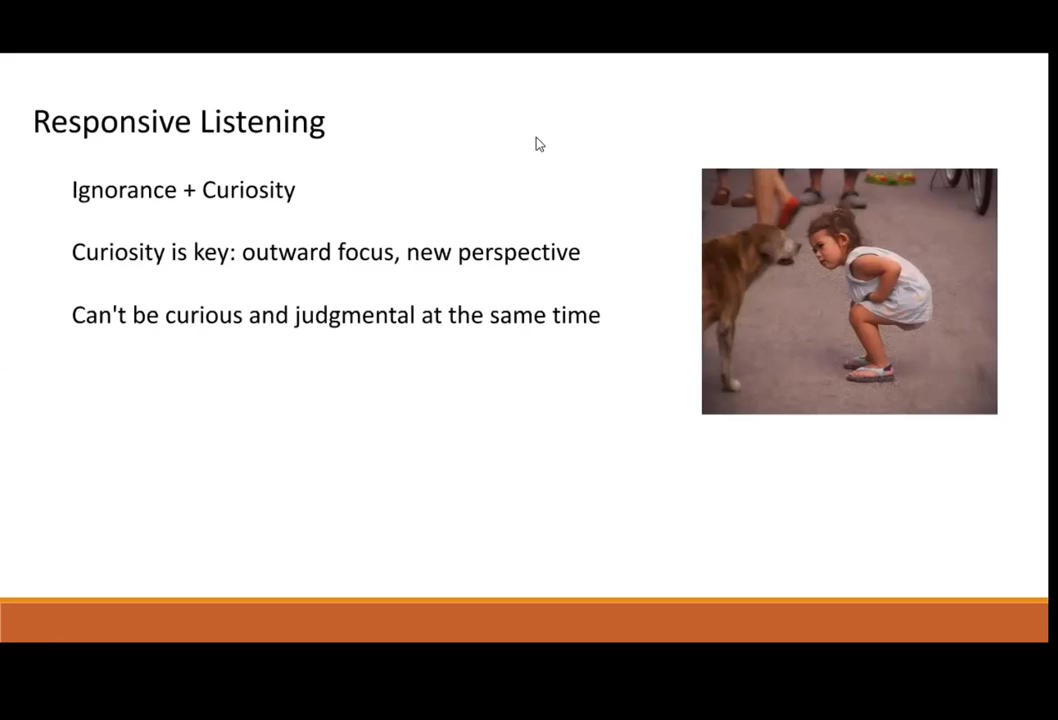 Responsive Listening
Ignorance + Curiosity
Curiosity is key: outward focus, new perspective
Can't be curious and judgmental at the same time